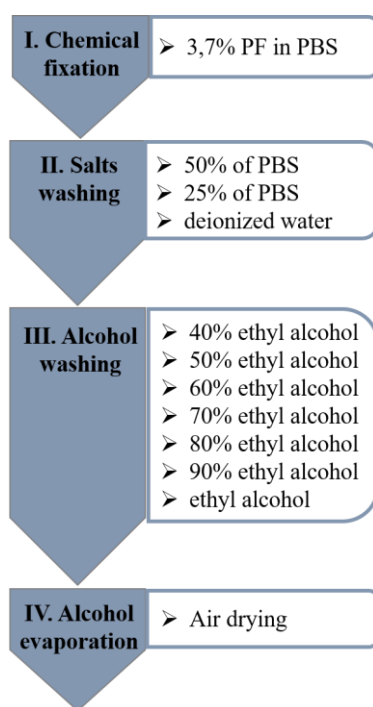 I. Chemical
fixation
➢ 3,7% PF in PBS
II. Salts
washing
➢ 50% of PBS
➢ 25% of PBS
➢ deionized water
III. Alcohol
washing
➢ 40% ethyl alcohol
➢ 50% ethyl alcohol
➢ 60% ethyl alcohol
➢ 70% ethyl alcohol
➢ 80% ethyl alcohol
➢ 90% ethyl alcohol
➢ ethyl alcohol
IV. Alcohol
evaporation
➢ Air drying